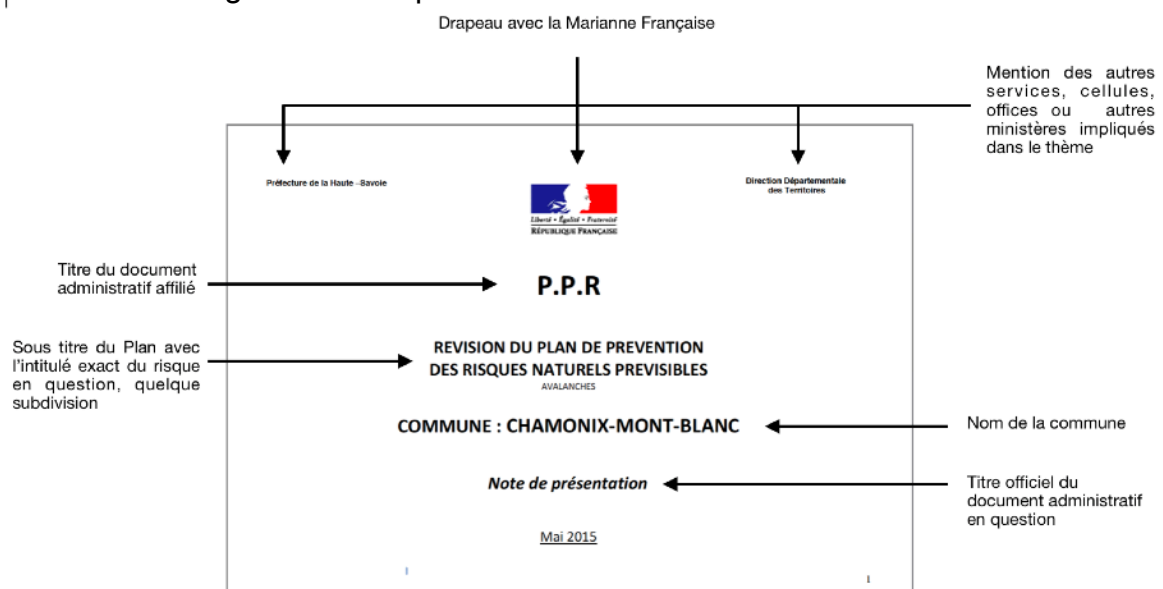 Drapeau avec la Marianne Française
Mention des autres
services, cellules,
offices ou autres
ministères impliqués
dans le thème
Préfecture de la Haute –Savoie
Direction Départementale
des Territoires
Liberté • Égalité • Fraternité
RÉPUBLIQUE FRANÇAISE
Titre du document
administratif affilié
P.P.R
Sous titre du Plan avec
l'intitulé exact du risque
en question, quelque
subdivision
REVISION DU PLAN DE PREVENTION
DES RISQUES NATURELS PREVISIBLES
AVALANCHES
COMMUNE : CHAMONIX-MONT-BLANC
Nom de la commune
Note de présentation
Titre officiel du
document administratif
en question
Mai 2015
1